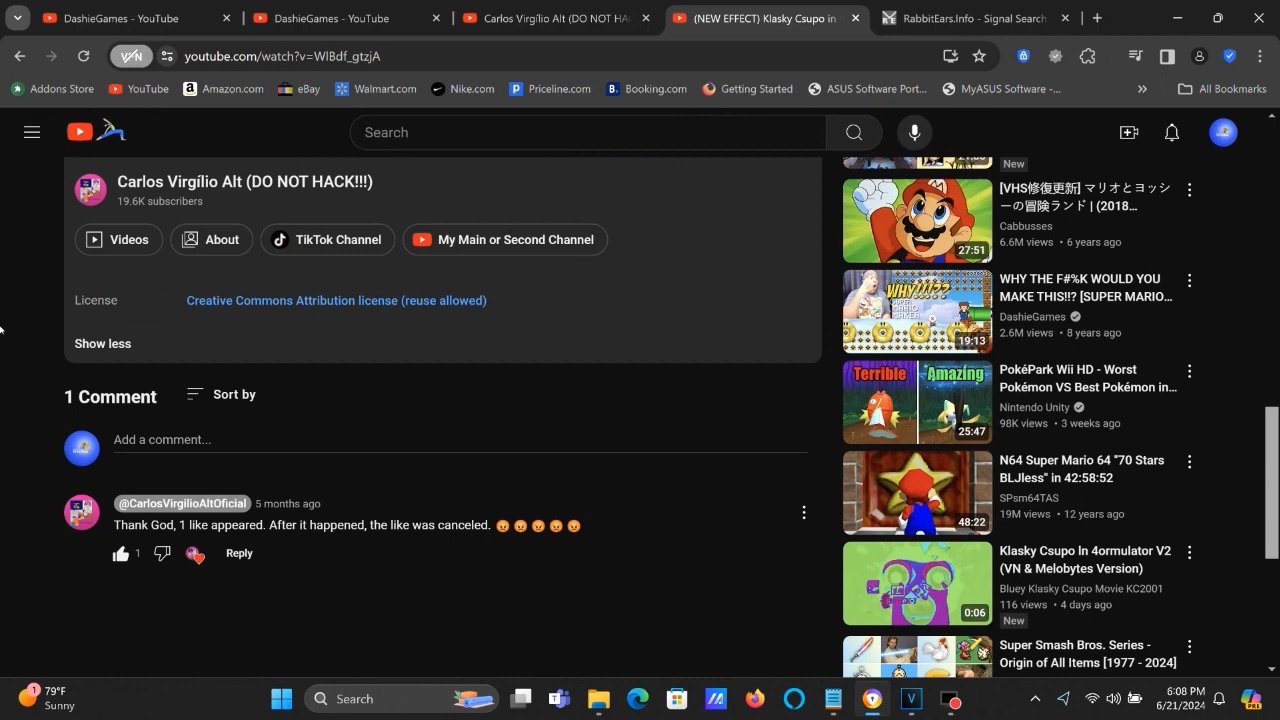 DashieGames - YouTube
DashieGames - YouTube
Carlos Virgílio Alt (DO NOT HA
(NEW EFFECT) Klasky Csupo in
RabbitEars.Info - Signal Search
youtube.com/watch?v=WlBdf_gtzjA
Addons Store
YouTube
Amazon.com
eBay
Walmart.com
Nike.com
Priceline.com
Booking.com
Getting Started
ASUS Software Port...
MyASUS Software -...
All Bookmarks
Search
Carlos Virgílio Alt (DO NOT HACK!!!)
19.6K subscribers
Videos
About
TikTok Channel
My Main or Second Channel
License
Creative Commons Attribution license (reuse allowed)
Show less
1 Comment
Sort by
Add a comment...
@CarlosVirgilioAltOficial 5 months ago
Thank God, 1 like appeared. After it happened, the like was canceled. 😡 😡 😡 😡 😡
1
Reply
New
[VHS修復更新] マリオとヨッシ
ーの冒険ランド | (2018...
Cabbusses
6.6M views • 6 years ago
27:51
WHY THE F#%K WOULD YOU
MAKE THIS!!? [SUPER MARIO...
DashieGames
2.6M views • 8 years ago
WHY!!!??
SUPER
MARIO
MAKER
19:13
PokéPark Wii HD - Worst
Pokémon VS Best Pokémon in...
Nintendo Unity
98K views • 3 weeks ago
Terrible
Amazing
25:47
N64 Super Mario 64 "70 Stars
BLJless" in 42:58:52
SPsm64TAS
19M views • 12 years ago
48:22
Klasky Csupo In 4ormulator V2
(VN & Melobytes Version)
Bluey Klasky Csupo Movie KC2001
116 views • 4 days ago
New
0:06
Super Smash Bros. Series -
Origin of All Items [1977 - 2024]
1
79°F
Sunny
Search
6:08 PM
6/21/2024
PRE